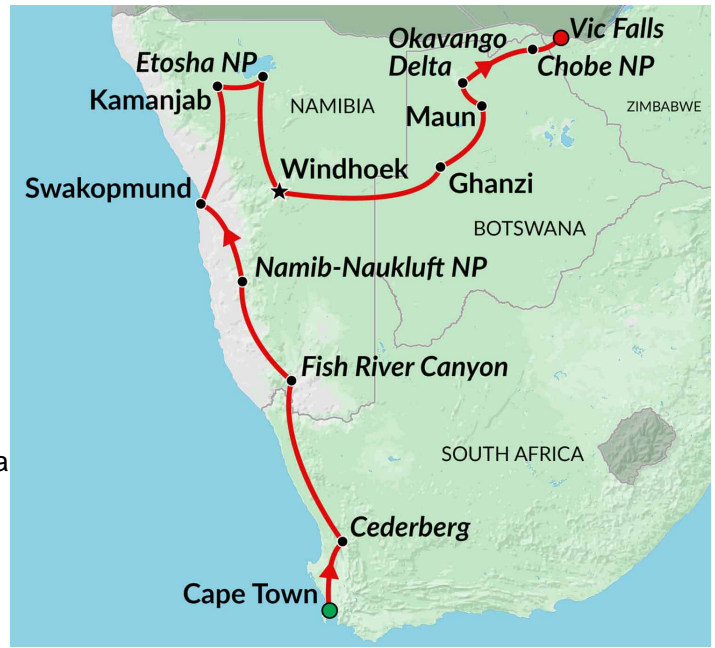 Okavango
Delta
Vic Falls
Chobe NP
Etosha NP
Kamanjab
NAMIBIA
Maun
ZIMBABWE
Windhoek
Ghanzi
Swakopmund
BOTSWANA
Namib-Naukluft NP
Fish River Canyon
SOUTH AFRICA
a
Cederberg
Cape Town